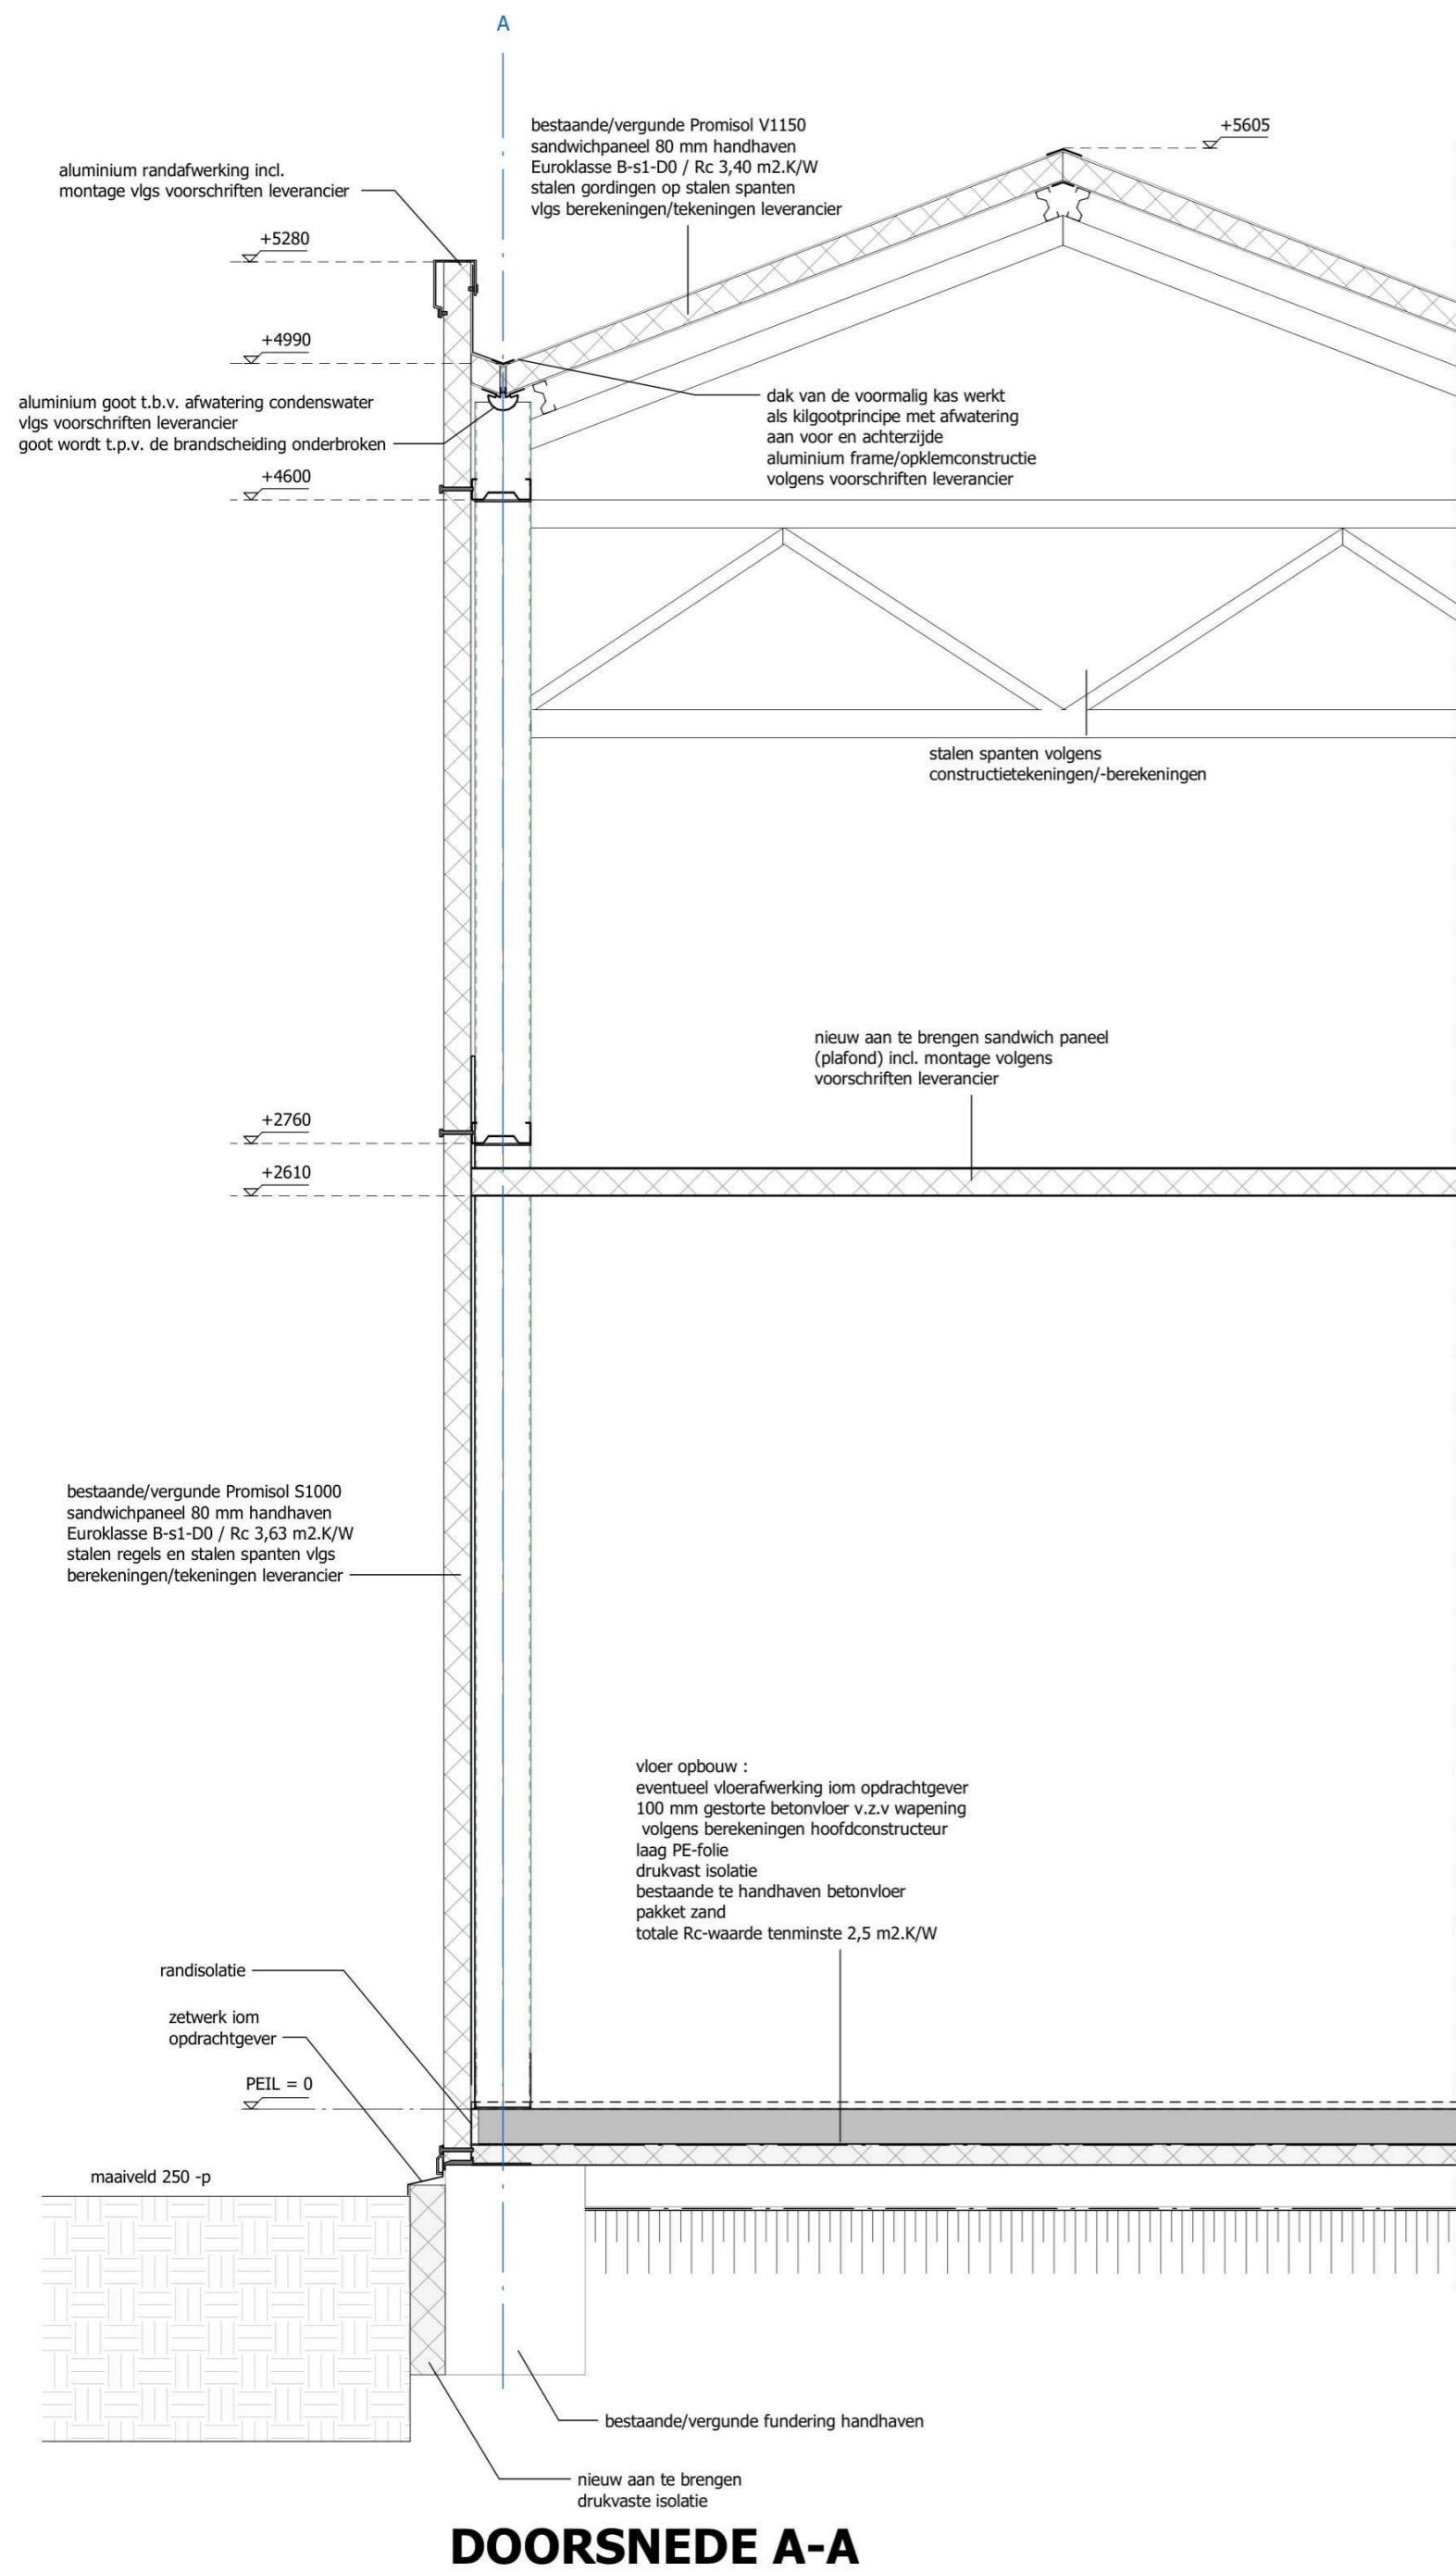 A
bestaande/vergunde Promisol V1150
sandwichpaneel 80 mm handhaven
Euroklasse B-s1-D0 / Rc 3,40 m2.K/W
stalen gordingen op stalen spanten
vlgs berekeningen/tekeningen leverancier
+5605
aluminium randafwerking incl.
montage vlgs voorschriften leverancier
+5280
+4990
aluminium goot t.b.v. afwatering condenswater
vlgs voorschriften leverancier
goot wordt t.p.v. de brandscheiding onderbroken
dak van de voormalig kas werkt
als kilgootprincipe met afwatering
aan voor en achterzijde
aluminium frame/opklemconstructie
volgens voorschriften leverancier
+4600
stalen spanten volgens
constructietekeningen/-berekeningen
nieuw aan te brengen sandwich paneel
(plafond) incl. montage volgens
voorschriften leverancier
+2760
+2610
bestaande/vergunde Promisol S1000
sandwichpaneel 80 mm handhaven
Euroklasse B-s1-D0 / Rc 3,63 m2.K/W
stalen regels en stalen spanten vlgs
berekeningen/tekeningen leverancier
vloer opbouw :
eventueel vloerafwerking iom opdrachtgever
100 mm gestorte betonvloer v.z.v wapening
volgens berekeningen hoofdconstructeur
laag PE-folie
drukvast isolatie
bestaande te handhaven betonvloer
pakket zand
totale Rc-waarde tenminste 2,5 m2.K/W
randisolatie
zetwerk iom
opdrachtgever
PEIL = 0
maaiveld 250 -p
bestaande/vergunde fundering handhaven
nieuw aan te brengen
drukvaste isolatie
DOORSNEDE A-A